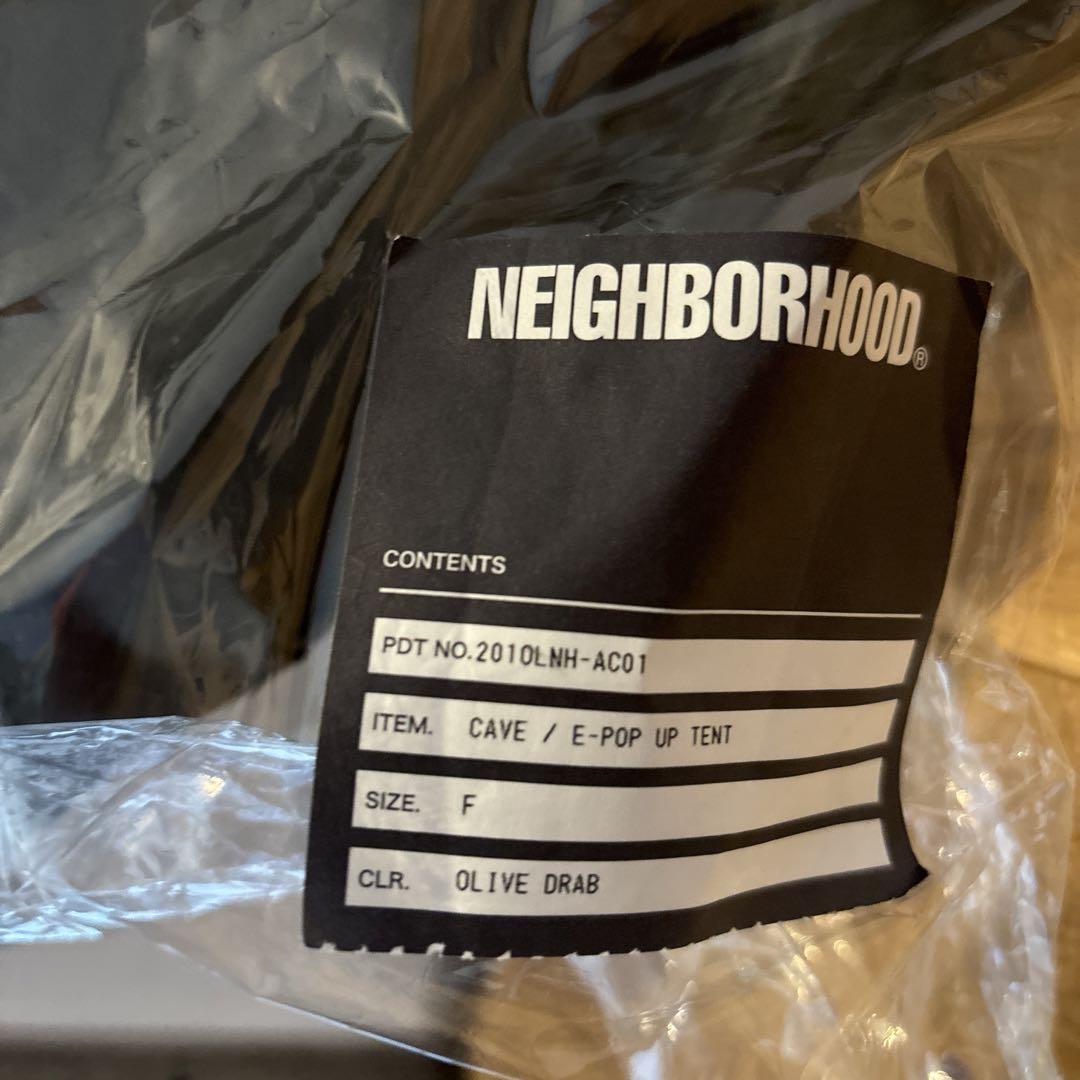 NEIGHBORHOOD®
CONTENTS
PDT NO.2010LNH-AC01
ITEM. CAVE / E-POP UP TENT
SIZE. F
CLR. OLIVE DRAB